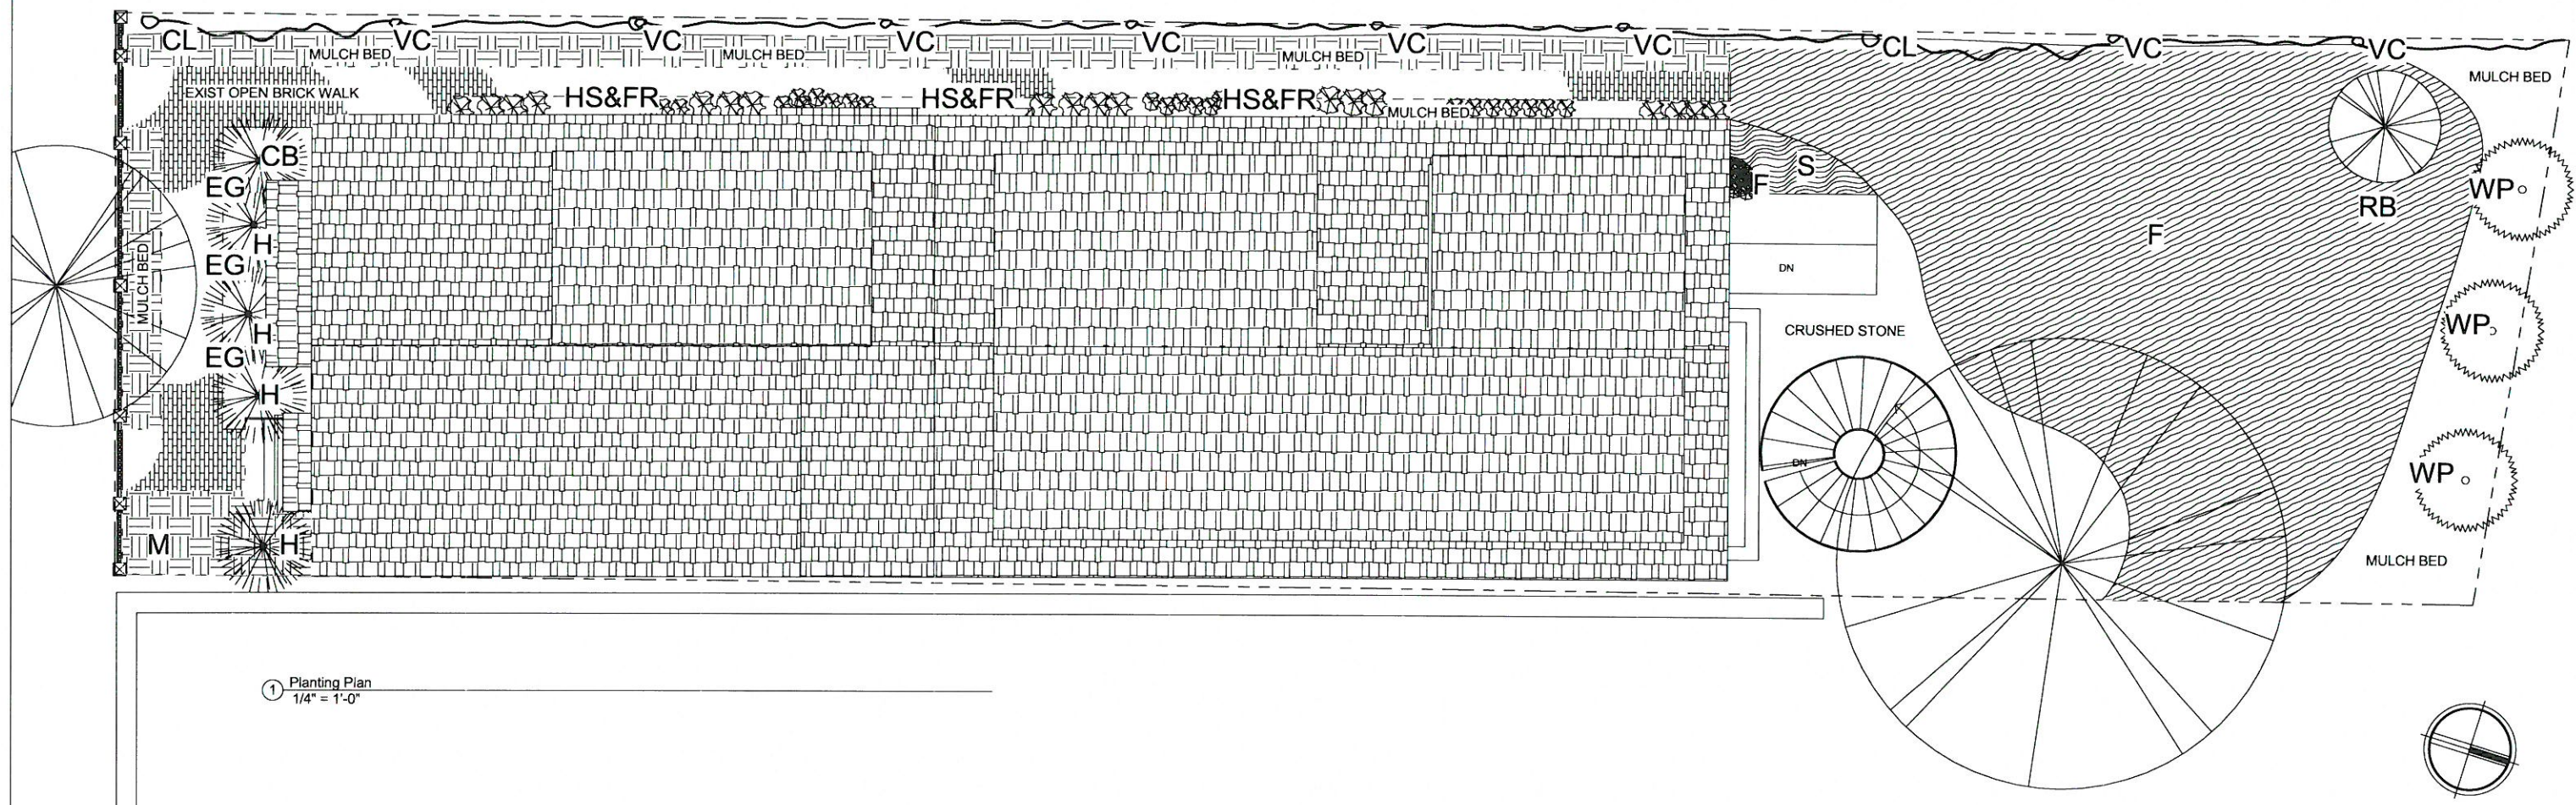 CL VC VC VC VC VC VC CL VC VC
MULCH BED MULCH BED MULCH BED MULCH BED
EXIST OPEN BRICK WALK
HS&FR HS&FR HS&FR
MULCH BED
CB
EG
H
EG
H
EG
H
MULCH BED
M H
F S
DN
CRUSHED STONE
DN
F
RB
WP
WP
WP
MULCH BED
1 Planting Plan
1/4" = 1'-0"